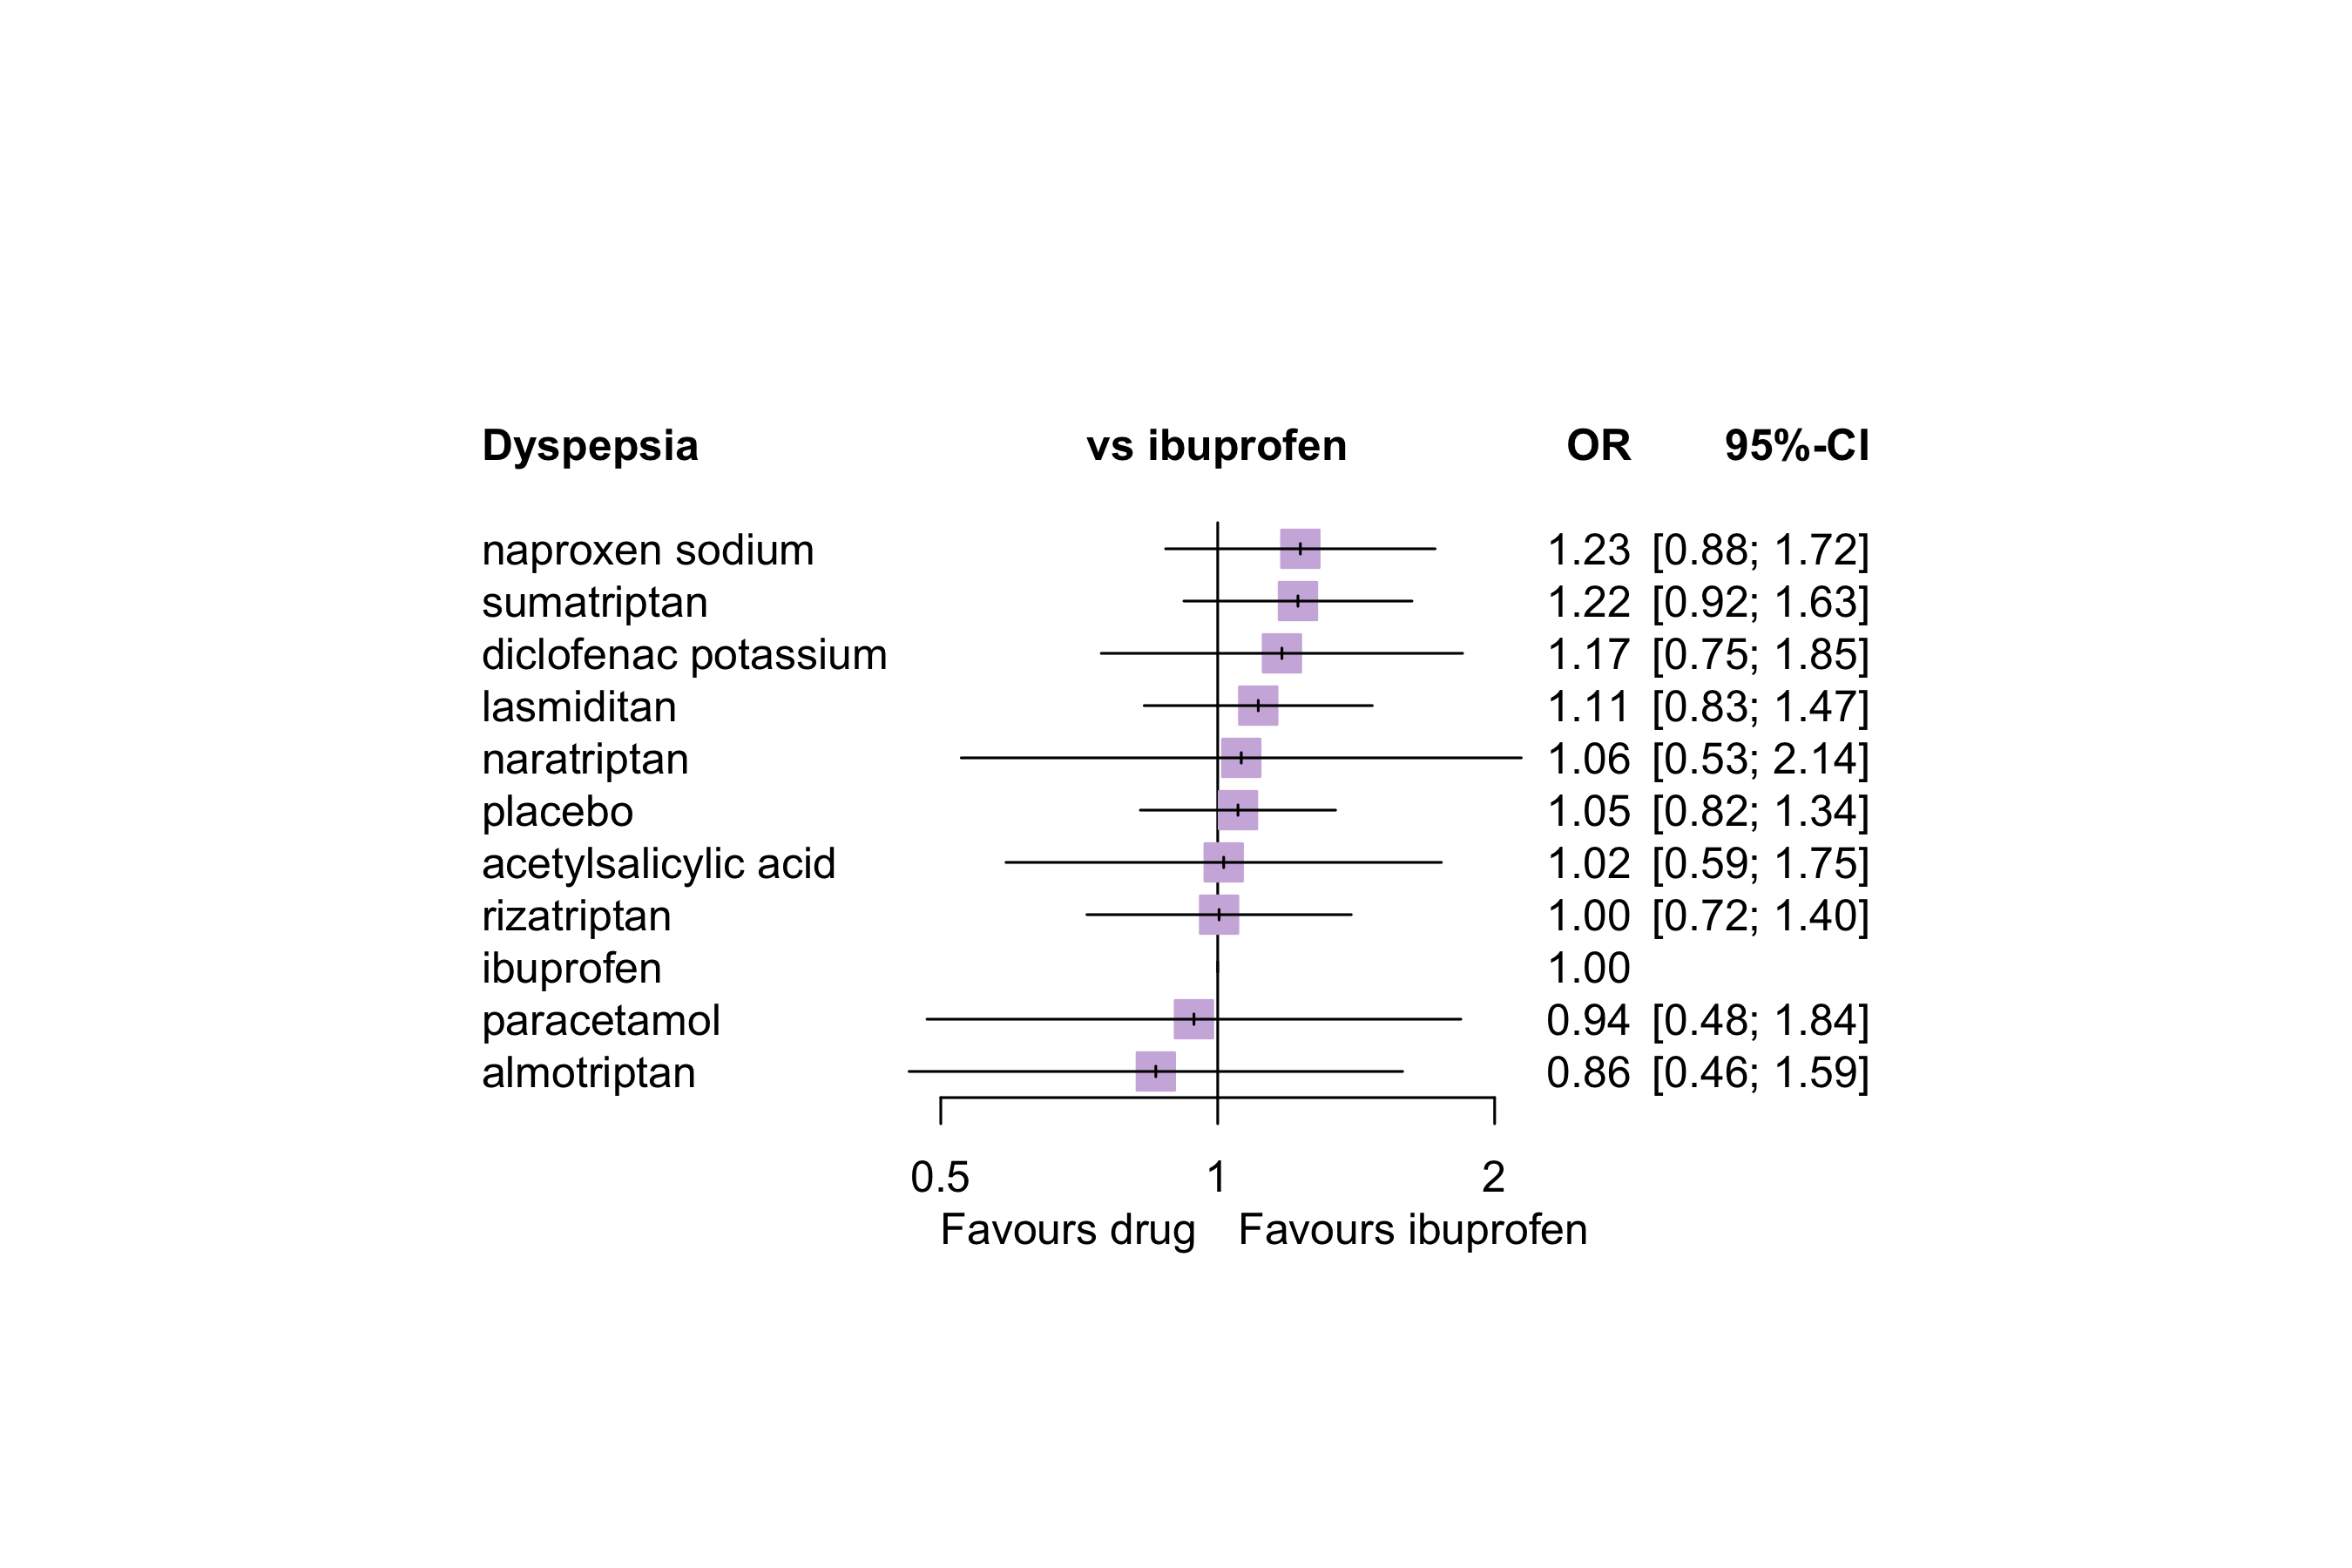 Dyspepsia vs ibuprofen OR 95%-CI
naproxen sodium 1.23 [0.88; 1.72]
sumatriptan 1.22 [0.92; 1.63]
diclofenac potassium 1.17 [0.75; 1.85]
lasmiditan 1.11 [0.83; 1.47]
naratriptan 1.06 [0.53; 2.14]
placebo 1.05 [0.82; 1.34]
acetylsalicylic acid 1.02 [0.59; 1.75]
rizatriptan 1.00 [0.72; 1.40]
ibuprofen 1.00
paracetamol 0.94 [0.48; 1.84]
almotriptan 0.86 [0.46; 1.59]
0.5 1 2
Favours drug Favours ibuprofen